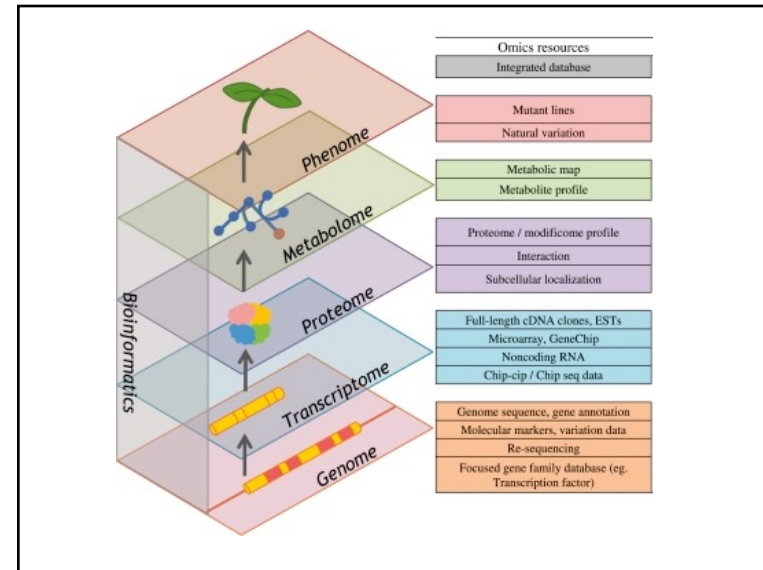 Omics resources
Integrated database
Mutant lines
Natural variation
Metabolic map
Metabolite profile
Proteome / modificome profile
Interaction
Subcellular localization
Full-length cDNA clones, ESTs
Microarray, GeneChip
Noncoding RNA
Chip-cip / Chip seq data
Genome sequence, gene annotation
Molecular markers, variation data
Re-sequencing
Focused gene family database (eg.
Transcription factor)
Phenome
Metabolome
Proteome
Transcriptome
Genome
Bioinformatics